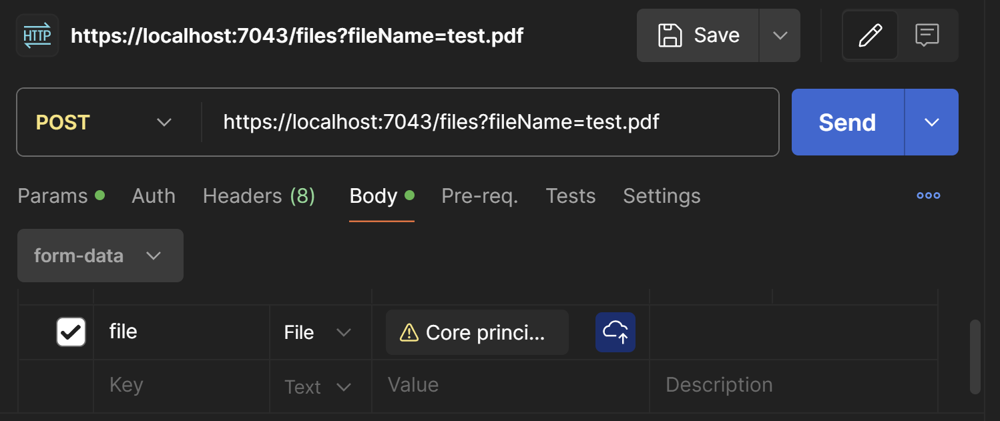 HTTP https://localhost:7043/files?fileName=test.pdf Save
POST https://localhost:7043/files?fileName=test.pdf Send
Params Auth Headers (8) Body Pre-req. Tests Settings
form-data
file File Core princi...
Key Text Value Description